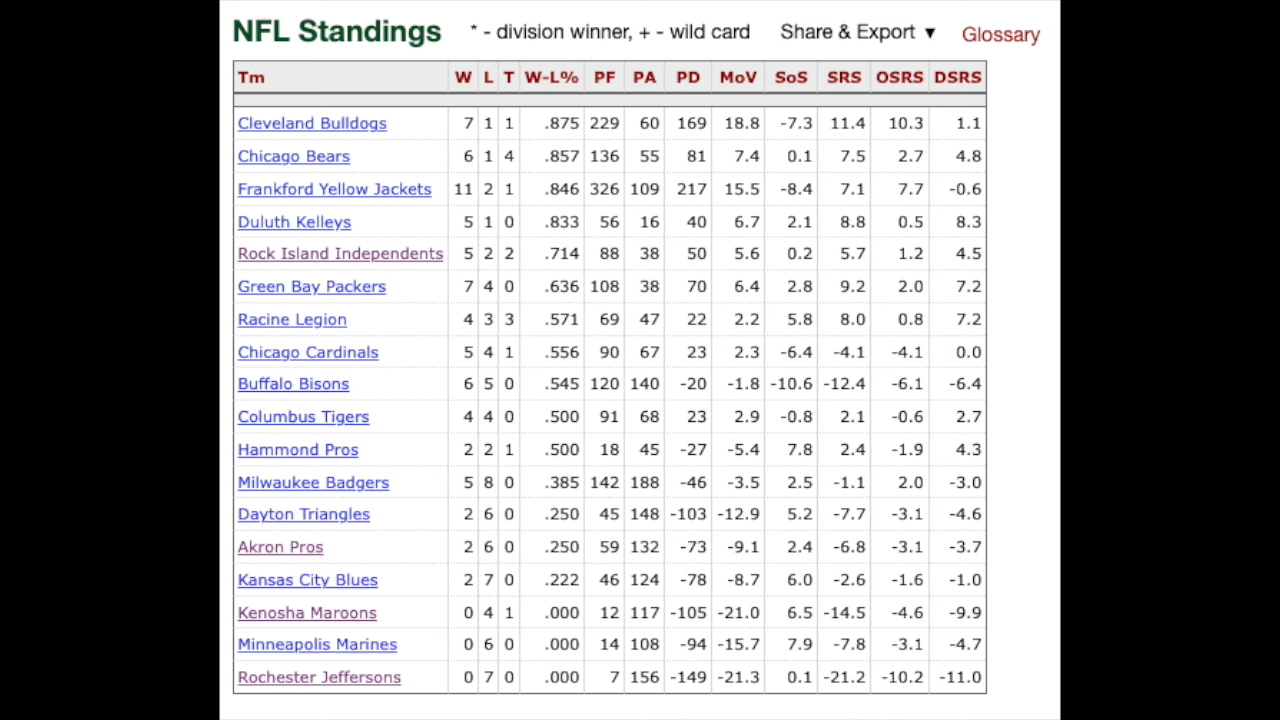 NFL Standings * - division winner, + - wild card Share & Export ▼ Glossary
Tm W L T W-L% PF PA PD MoV SoS SRS OSRS DSRS
Cleveland Bulldogs 7 1 1 .875 229 60 169 18.8 -7.3 11.4 10.3 1.1
Chicago Bears 6 1 4 .857 136 55 81 7.4 0.1 7.5 2.7 4.8
Frankford Yellow Jackets 11 2 1 .846 326 109 217 15.5 -8.4 7.1 7.7 -0.6
Duluth Kelleys 5 1 0 .833 56 16 40 6.7 2.1 8.8 0.5 8.3
Rock Island Independents 5 2 2 .714 88 38 50 5.6 0.2 5.7 1.2 4.5
Green Bay Packers 7 4 0 .636 108 38 70 6.4 2.8 9.2 2.0 7.2
Racine Legion 4 3 3 .571 69 47 22 2.2 5.8 8.0 0.8 7.2
Chicago Cardinals 5 4 1 .556 90 67 23 2.3 -6.4 -4.1 -4.1 0.0
Buffalo Bisons 6 5 0 .545 120 140 -20 -1.8 -10.6 -12.4 -6.1 -6.4
Columbus Tigers 4 4 0 .500 91 68 23 2.9 -0.8 2.1 -0.6 2.7
Hammond Pros 2 2 1 .500 18 45 -27 -5.4 7.8 2.4 -1.9 4.3
Milwaukee Badgers 5 8 0 .385 142 188 -46 -3.5 2.5 -1.1 2.0 -3.0
Dayton Triangles 2 6 0 .250 45 148 -103 -12.9 5.2 -7.7 -3.1 -4.6
Akron Pros 2 6 0 .250 59 132 -73 -9.1 2.4 -6.8 -3.1 -3.7
Kansas City Blues 2 7 0 .222 46 124 -78 -8.7 6.0 -2.6 -1.6 -1.0
Kenosha Maroons 0 4 1 .000 12 117 -105 -21.0 6.5 -14.5 -4.6 -9.9
Minneapolis Marines 0 6 0 .000 14 108 -94 -15.7 7.9 -7.8 -3.1 -4.7
Rochester Jeffersons 0 7 0 .000 7 156 -149 -21.3 0.1 -21.2 -10.2 -11.0